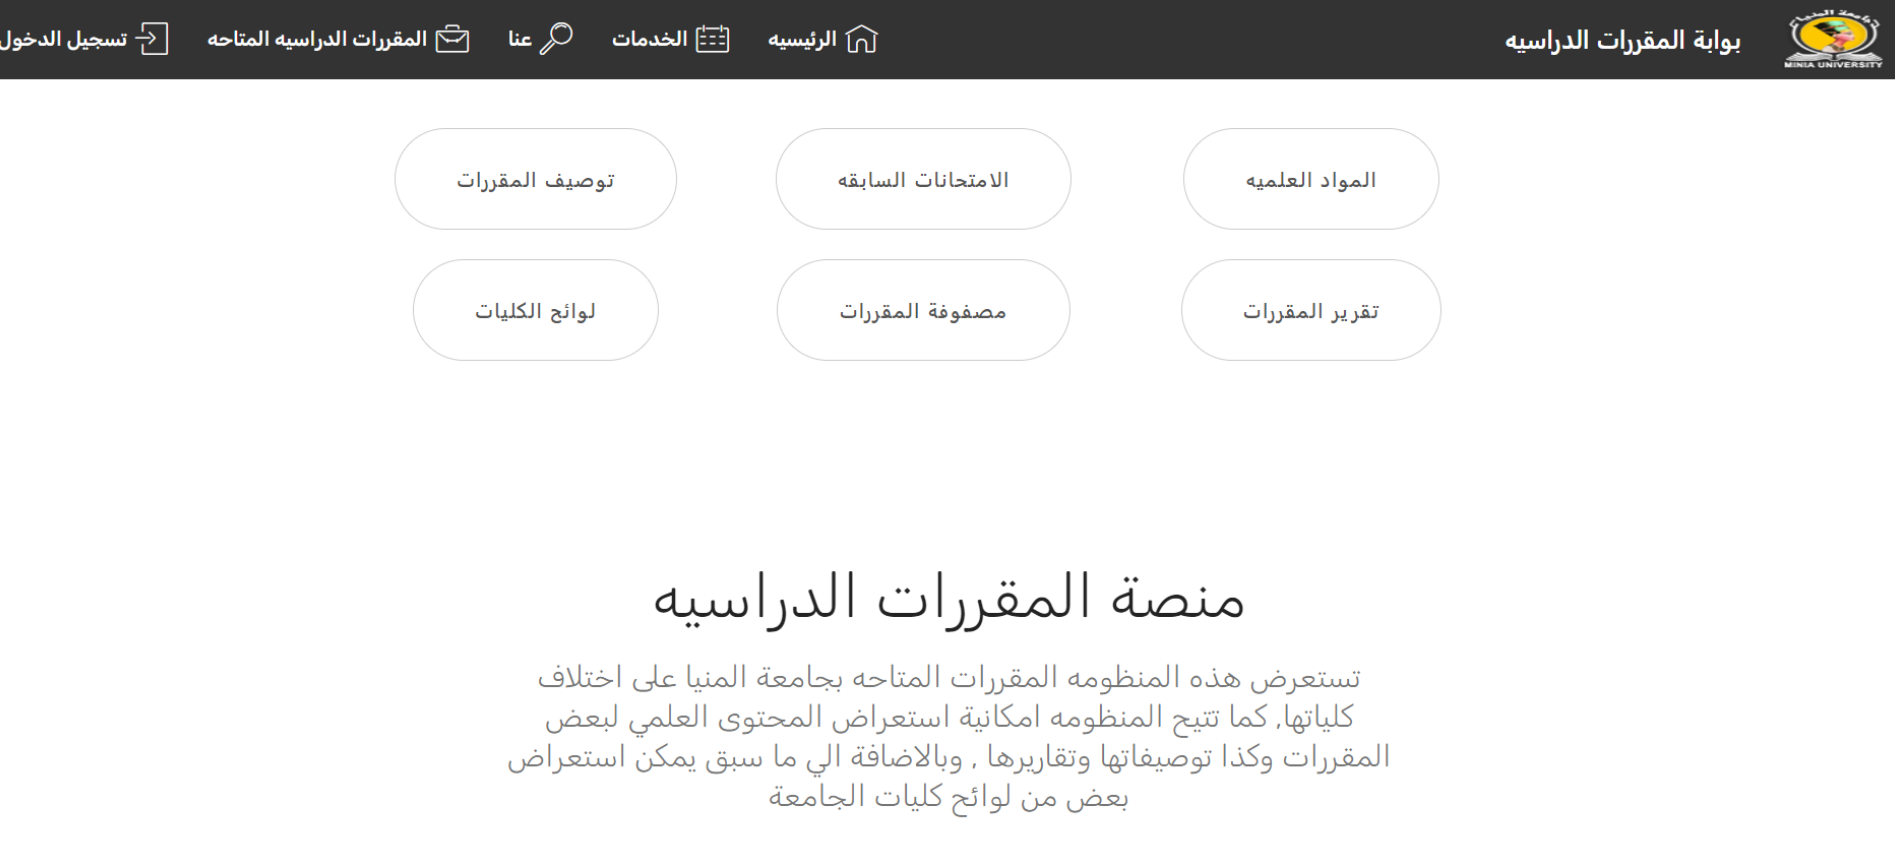 جامعة المنيا
MINIA UNIVERSITY
بوابة المقررات الدراسيه
الرئيسيه
الخدمات
عنا
المقررات الدراسيه المتاحه
تسجيل الدخول
المواد العلميه
الامتحانات السابقه
توصيف المقررات
تقرير المقررات
مصفوفة المقررات
لوائح الكليات
منصة المقررات الدراسيه
تستعرض هذه المنظومه المقررات المتاحه بجامعة المنيا على اختلاف
كلياتها, كما تتيح المنظومه امكانية استعراض المحتوى العلمي لبعض
المقررات وكذا توصيفاتها وتقاريرها , وبالاضافة الي ما سبق يمكن استعراض
بعض من لوائح كليات الجامعة